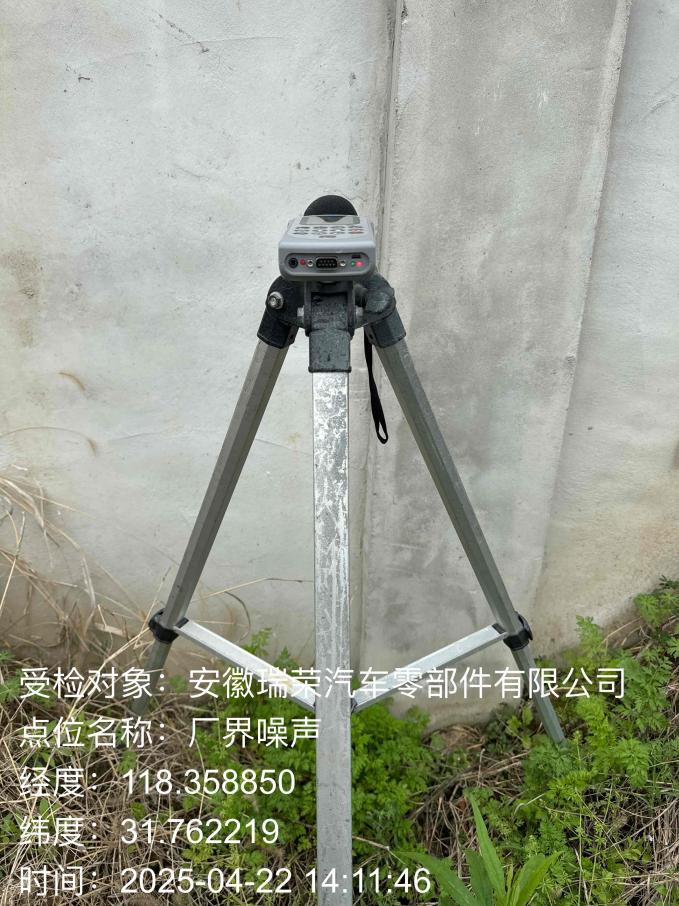 受检对象：安徽瑞荣汽车零部件有限公司
点位名称：厂界噪声
经度：118.358850
纬度：31.762219
时间：2025-04-22 14:11:46